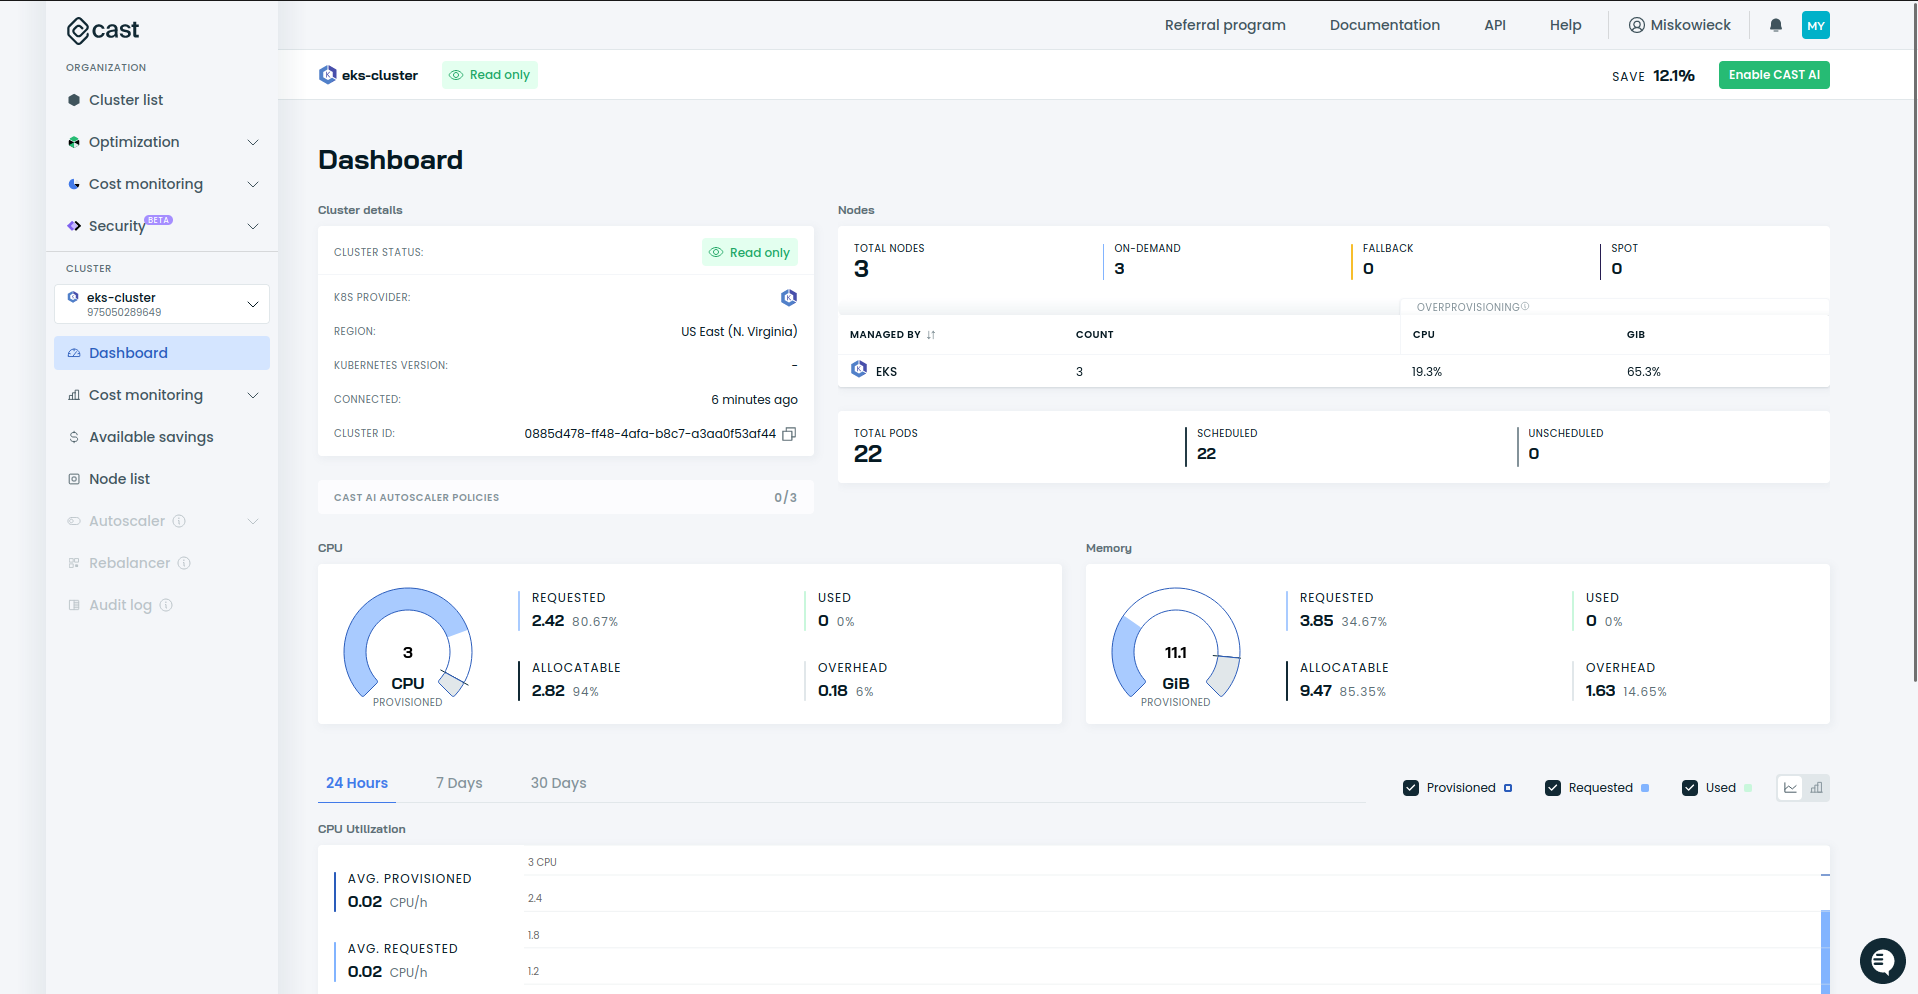 cast
Referral program Documentation API Help Miskowieck MY
ORGANIZATION
Cluster list
Optimization
Cost monitoring
Security BETA
CLUSTER
eks-cluster
975050289649
Dashboard
Cost monitoring
Available savings
Node list
Autoscaler
Rebalancer
Audit log
eks-cluster Read only SAVE 12.1% Enable CAST AI
Dashboard
Cluster details
CLUSTER STATUS: Read only
K8S PROVIDER:
REGION: US East (N. Virginia)
KUBERNETES VERSION: -
CONNECTED: 6 minutes ago
CLUSTER ID: 0885d478-ff48-4afa-b8c7-a3aa0f53af44
CAST AI AUTOSCALER POLICIES 0/3
Nodes
TOTAL NODES ON-DEMAND FALLBACK SPOT
3 3 0 0
OVERPROVISIONING
MANAGED BY COUNT CPU GIB
EKS 3 19.3% 65.3%
TOTAL PODS SCHEDULED UNSCHEDULED
22 22 0
CPU
3
CPU
PROVISIONED
REQUESTED USED
2.42 80.67% 0 0%
ALLOCATABLE OVERHEAD
2.82 94% 0.18 6%
Memory
11.1
GiB
PROVISIONED
REQUESTED USED
3.85 34.67% 0 0%
ALLOCATABLE OVERHEAD
9.47 85.35% 1.63 14.65%
24 Hours 7 Days 30 Days Provisioned Requested Used
CPU Utilization
AVG. PROVISIONED
0.02 CPU/h
AVG. REQUESTED
0.02 CPU/h
3 CPU
2.4
1.8
1.2